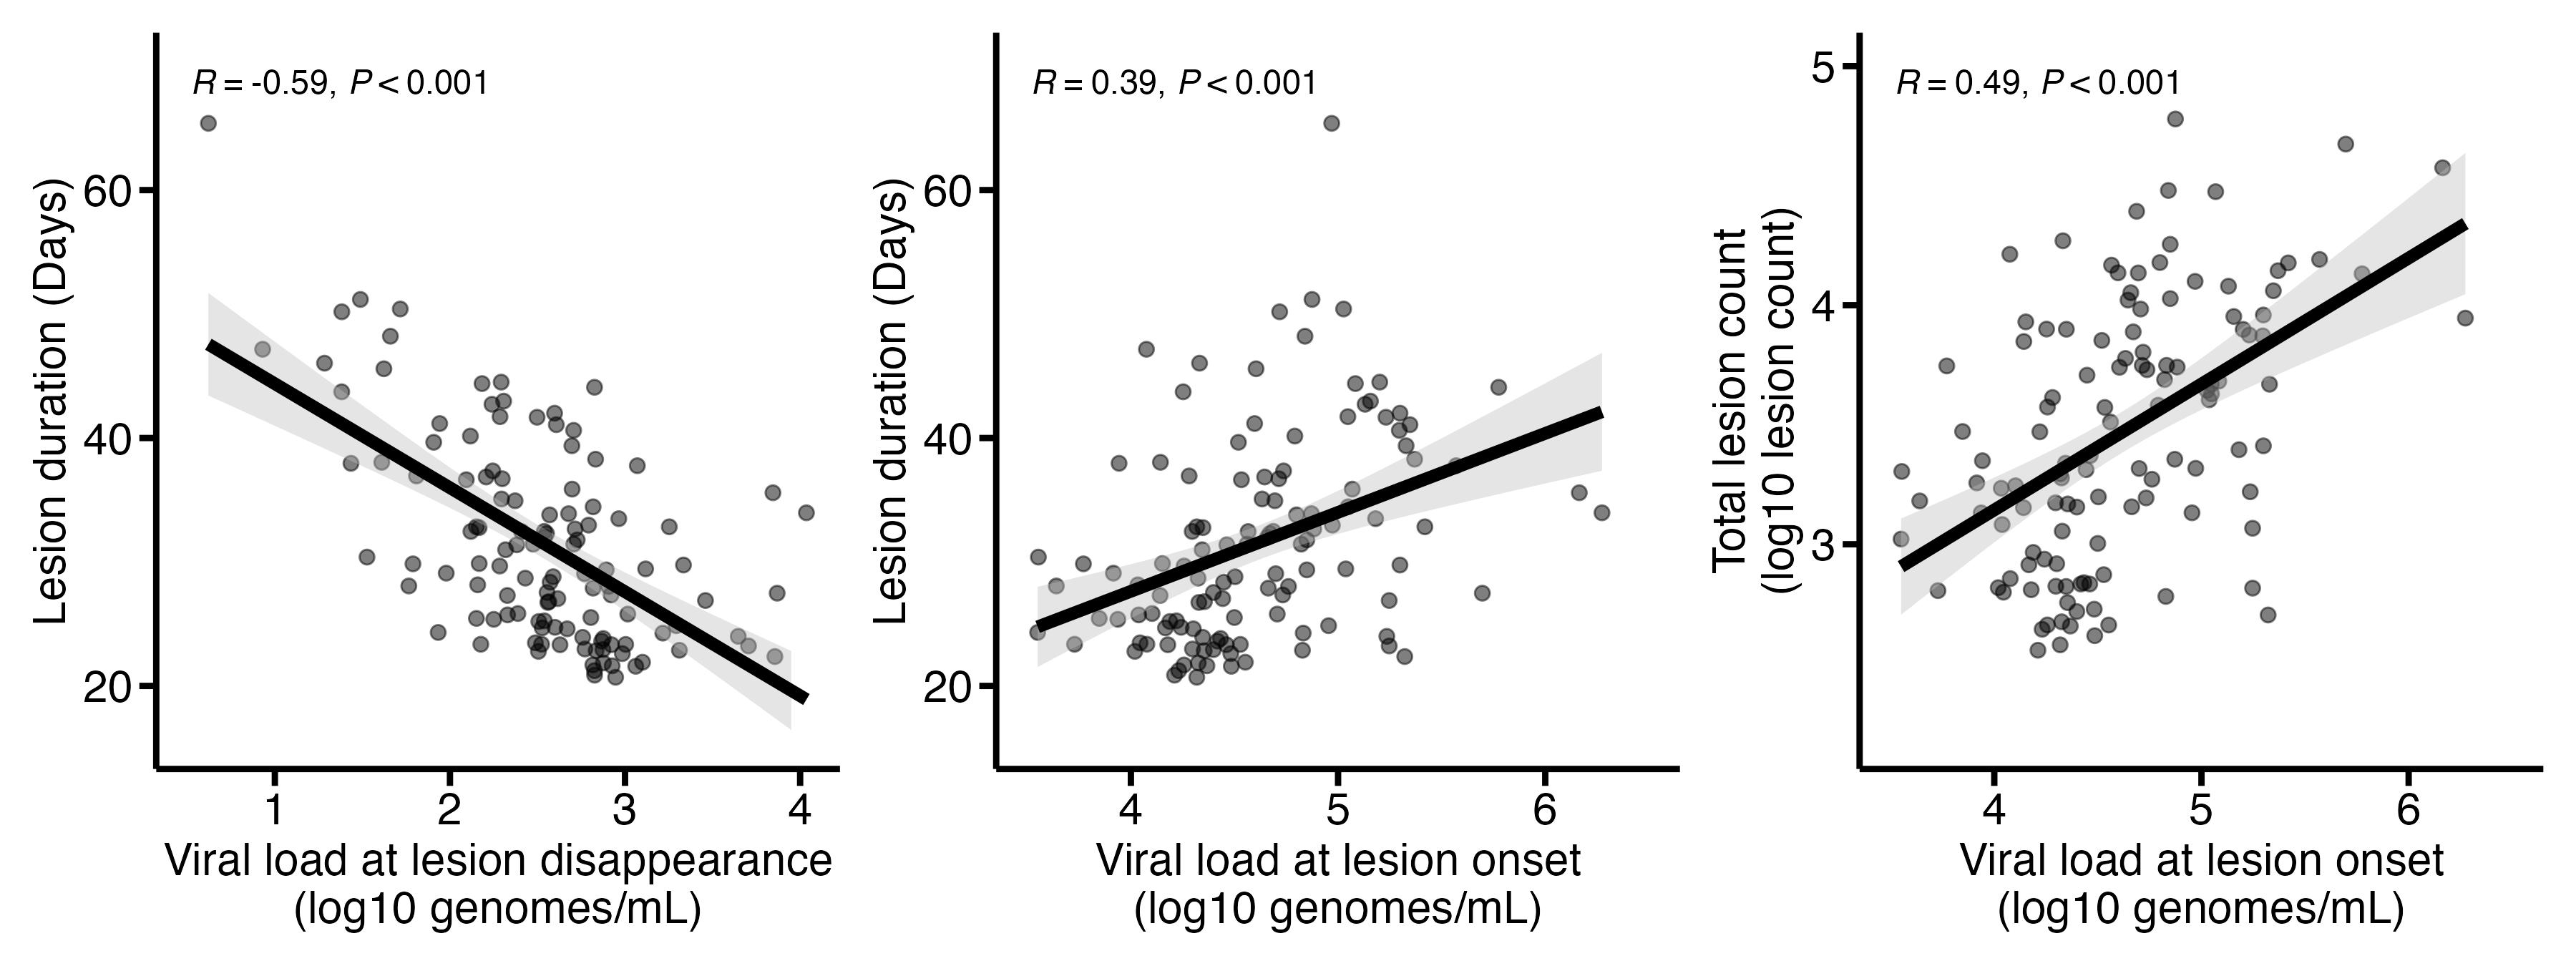 R = -0.59, P < 0.001
Lesion duration (Days)
60
40
20
1 2 3 4
Viral load at lesion disappearance
(log10 genomes/mL)
R = 0.39, P < 0.001
Lesion duration (Days)
60
40
20
4 5 6
Viral load at lesion onset
(log10 genomes/mL)
R = 0.49, P < 0.001
Total lesion count
(log10 lesion count)
5
4
3
4 5 6
Viral load at lesion onset
(log10 genomes/mL)